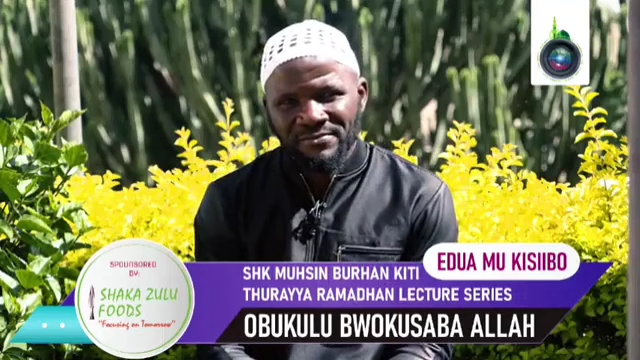 SPOUNSORED
BY:
SHAKA ZULU
FOODS
"Focusing on Tomorrow"
EDUA MU KISIIBO
SHK MUHSIN BURHAN KITI
THURAYYA RAMADHAN LECTURE SERIES
OBUKULU BWOKUSABA ALLAH